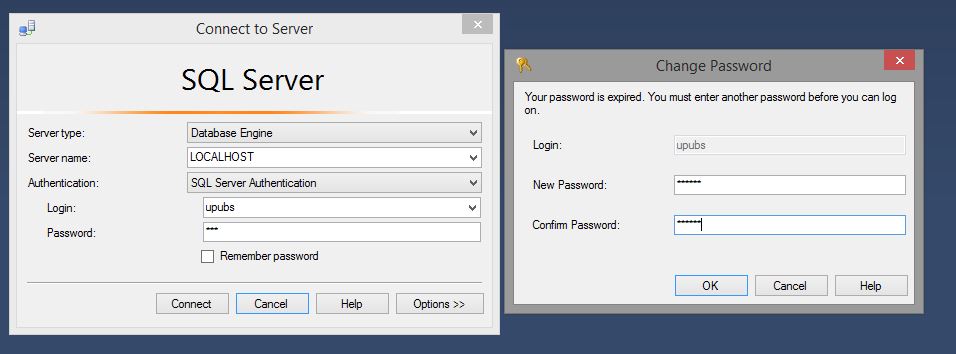 Connect to Server
SQL Server
Server type: Database Engine
Server name: LOCALHOST
Authentication: SQL Server Authentication
Login: upubs
Password: ***
Remember password
Connect Cancel Help Options >>
Change Password
Your password is expired. You must enter another password before you can log
on.
Login: upubs
New Password: ******
Confirm Password: ******
OK Cancel Help